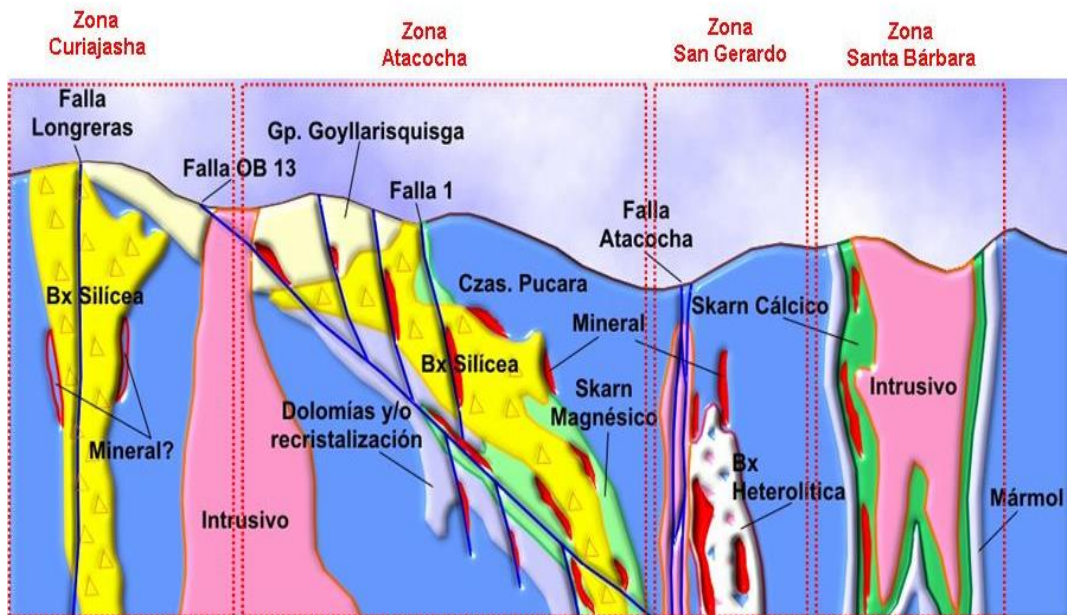 Zona
Curiajasha
Zona
Atacocha
Zona
San Gerardo
Zona
Santa Bárbara
Falla
Longreras
Gp. Goyllarisquisga
Falla OB 13
Falla 1
Falla
Atacocha
Bx Silícea
Czas. Pucara
Skarn Cálcico
Mineral
Bx Silícea
Intrusivo
Skarn
Magnésico
Dolomías y/o
recristalización
Mineral?
Bx
Heterolítica
Mármol
Intrusivo